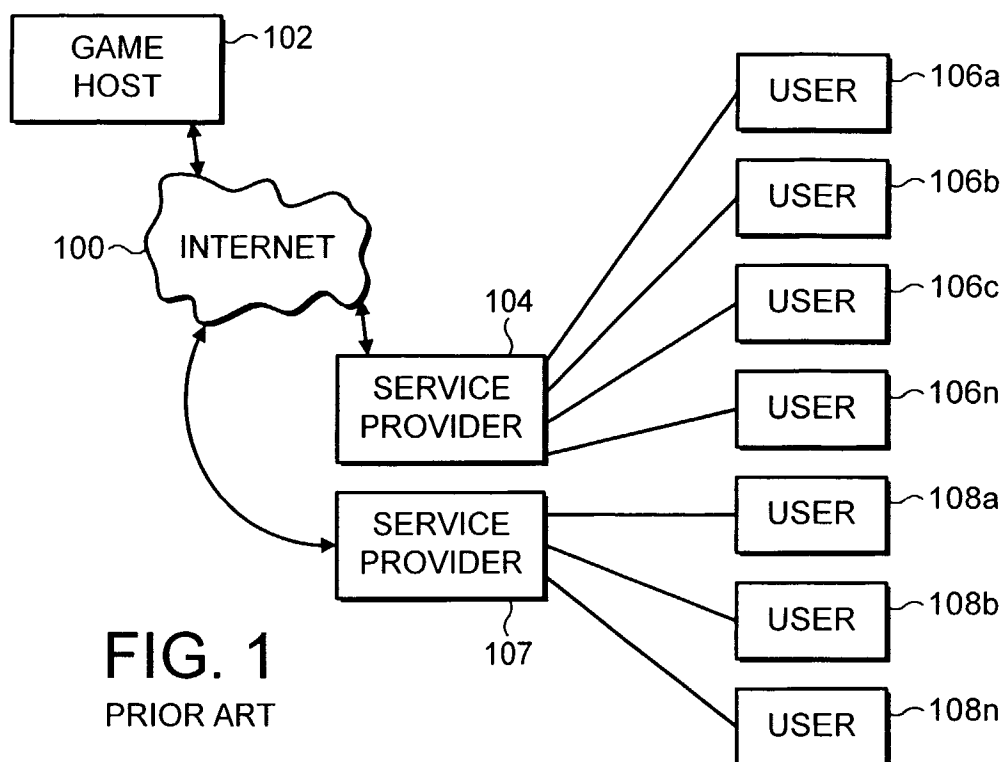 GAME
HOST
102
100
INTERNET
104
SERVICE
PROVIDER
SERVICE
PROVIDER
107
USER
106a
USER
106b
USER
106c
USER
106n
USER
108a
USER
108b
USER
108n
FIG. 1
PRIOR ART